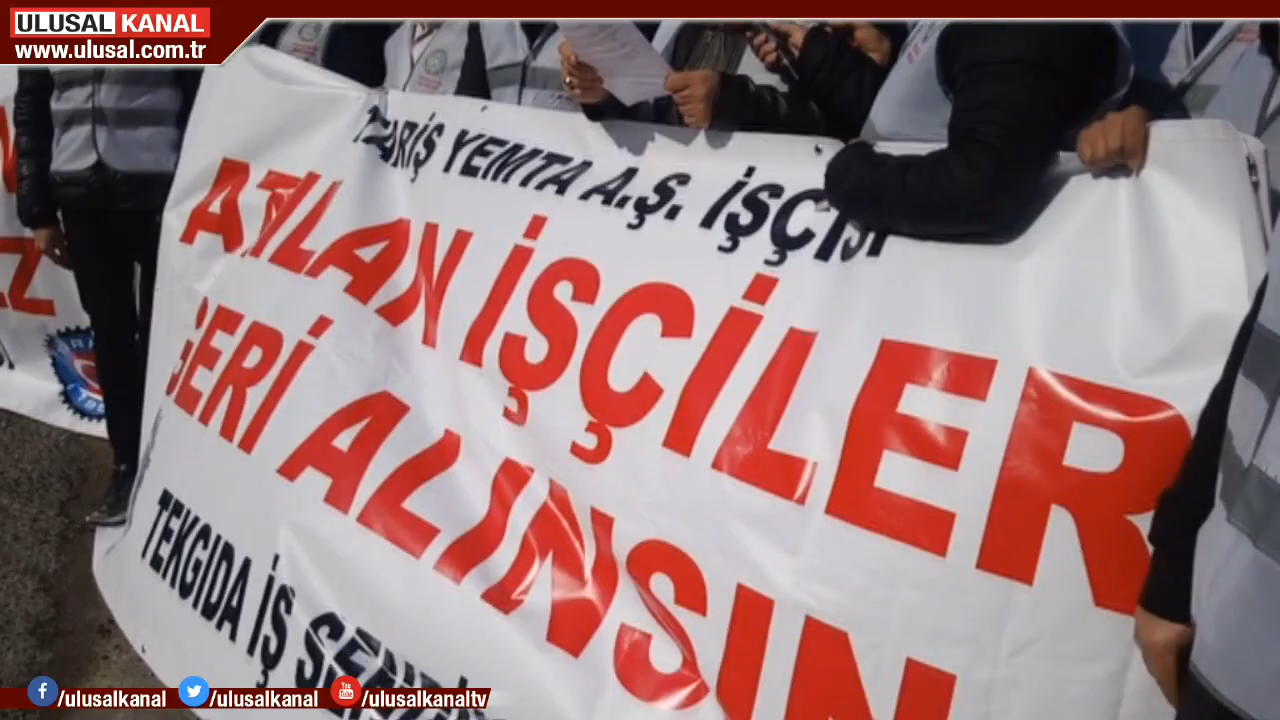 ULUSAL KANAL
www.ulusal.com.tr
YEMTA A.Ş. İŞÇİSİ
ATILAN İŞÇİLER
GERİ ALINSIN
TEKGIDA İŞ
/ulusalkanal /ulusalkanal /ulusalkanaltv